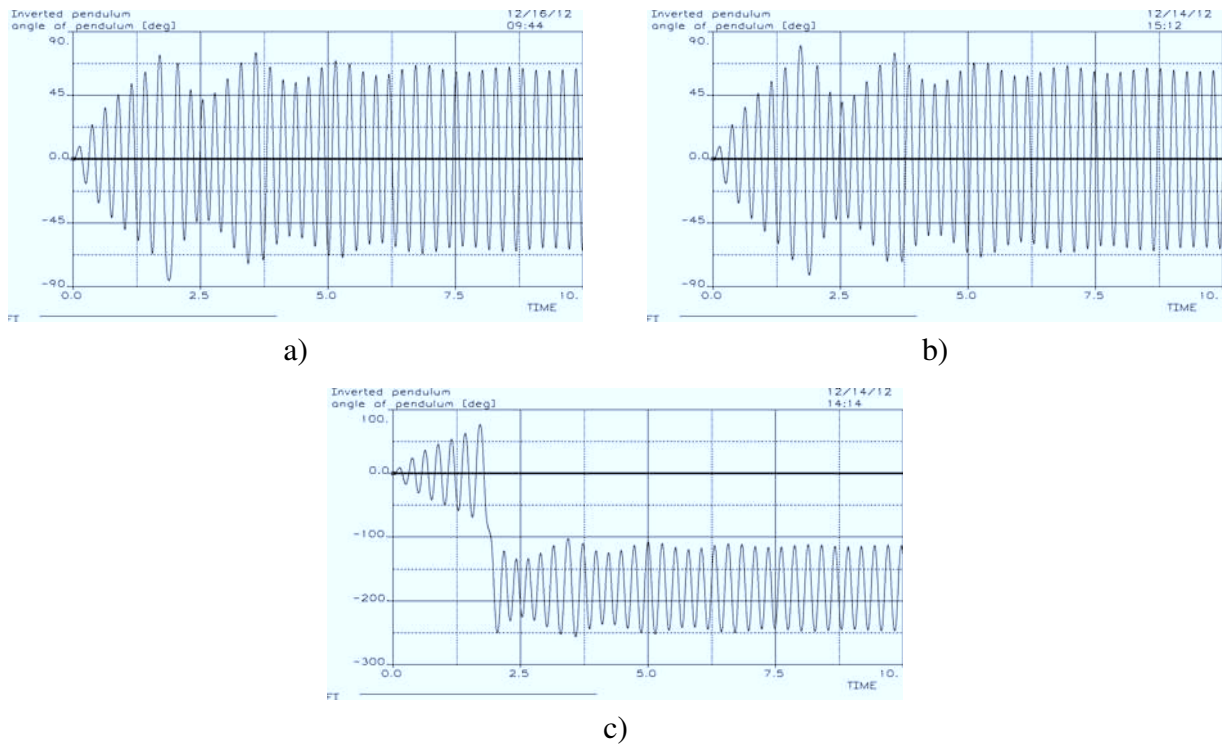 Inverted pendulum 12/16/12
angle of pendulum [deg] 09:44
90.
45
0.0
-45
-90
0.0 2.5 5.0 7.5 10.
TIME
FI
a)
Inverted pendulum 12/14/12
angle of pendulum [deg] 15:12
90.
45
0.0
-45
-90
0.0 2.5 5.0 7.5 10.
TIME
FI
b)
Inverted pendulum 12/14/12
angle of pendulum [deg] 14:14
100.
0.0
-100
-200
-300
0.0 2.5 5.0 7.5 10.
TIME
FI
c)